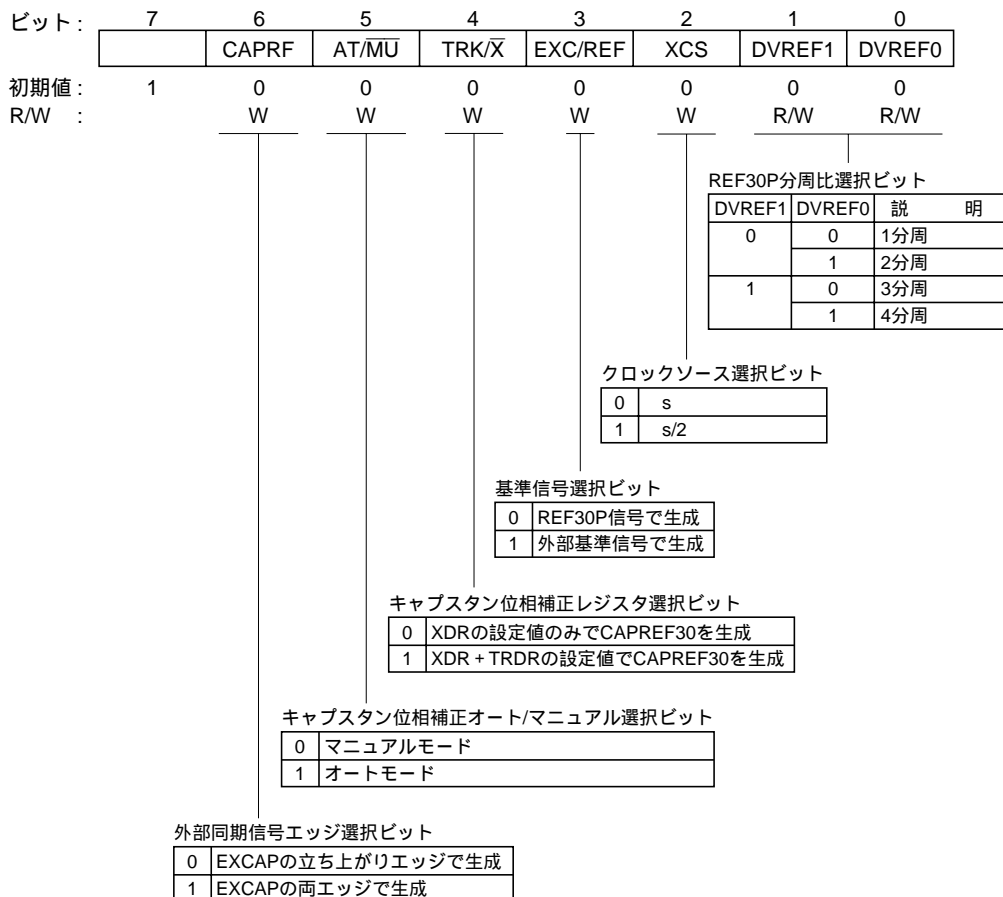 ビット : 7 6 5 4 3 2 1 0
CAPRF AT/M̅U̅ TRK/X̅ EXC/REF XCS DVREF1 DVREF0
初期値 : 1 0 0 0 0 0 0 0
R/W : W W W W W R/W R/W
REF30P分周比選択ビット
DVREF1 DVREF0 説 明
0 0 1分周
1 2分周
1 0 3分周
1 4分周
クロックソース選択ビット
0 s
1 s/2
基準信号選択ビット
0 REF30P信号で生成
1 外部基準信号で生成
キャプスタン位相補正レジスタ選択ビット
0 XDRの設定値のみでCAPREF30を生成
1 XDR + TRDRの設定値でCAPREF30を生成
キャプスタン位相補正オート/マニュアル選択ビット
0 マニュアルモード
1 オートモード
外部同期信号エッジ選択ビット
0 EXCAPの立ち上がりエッジで生成
1 EXCAPの両エッジで生成